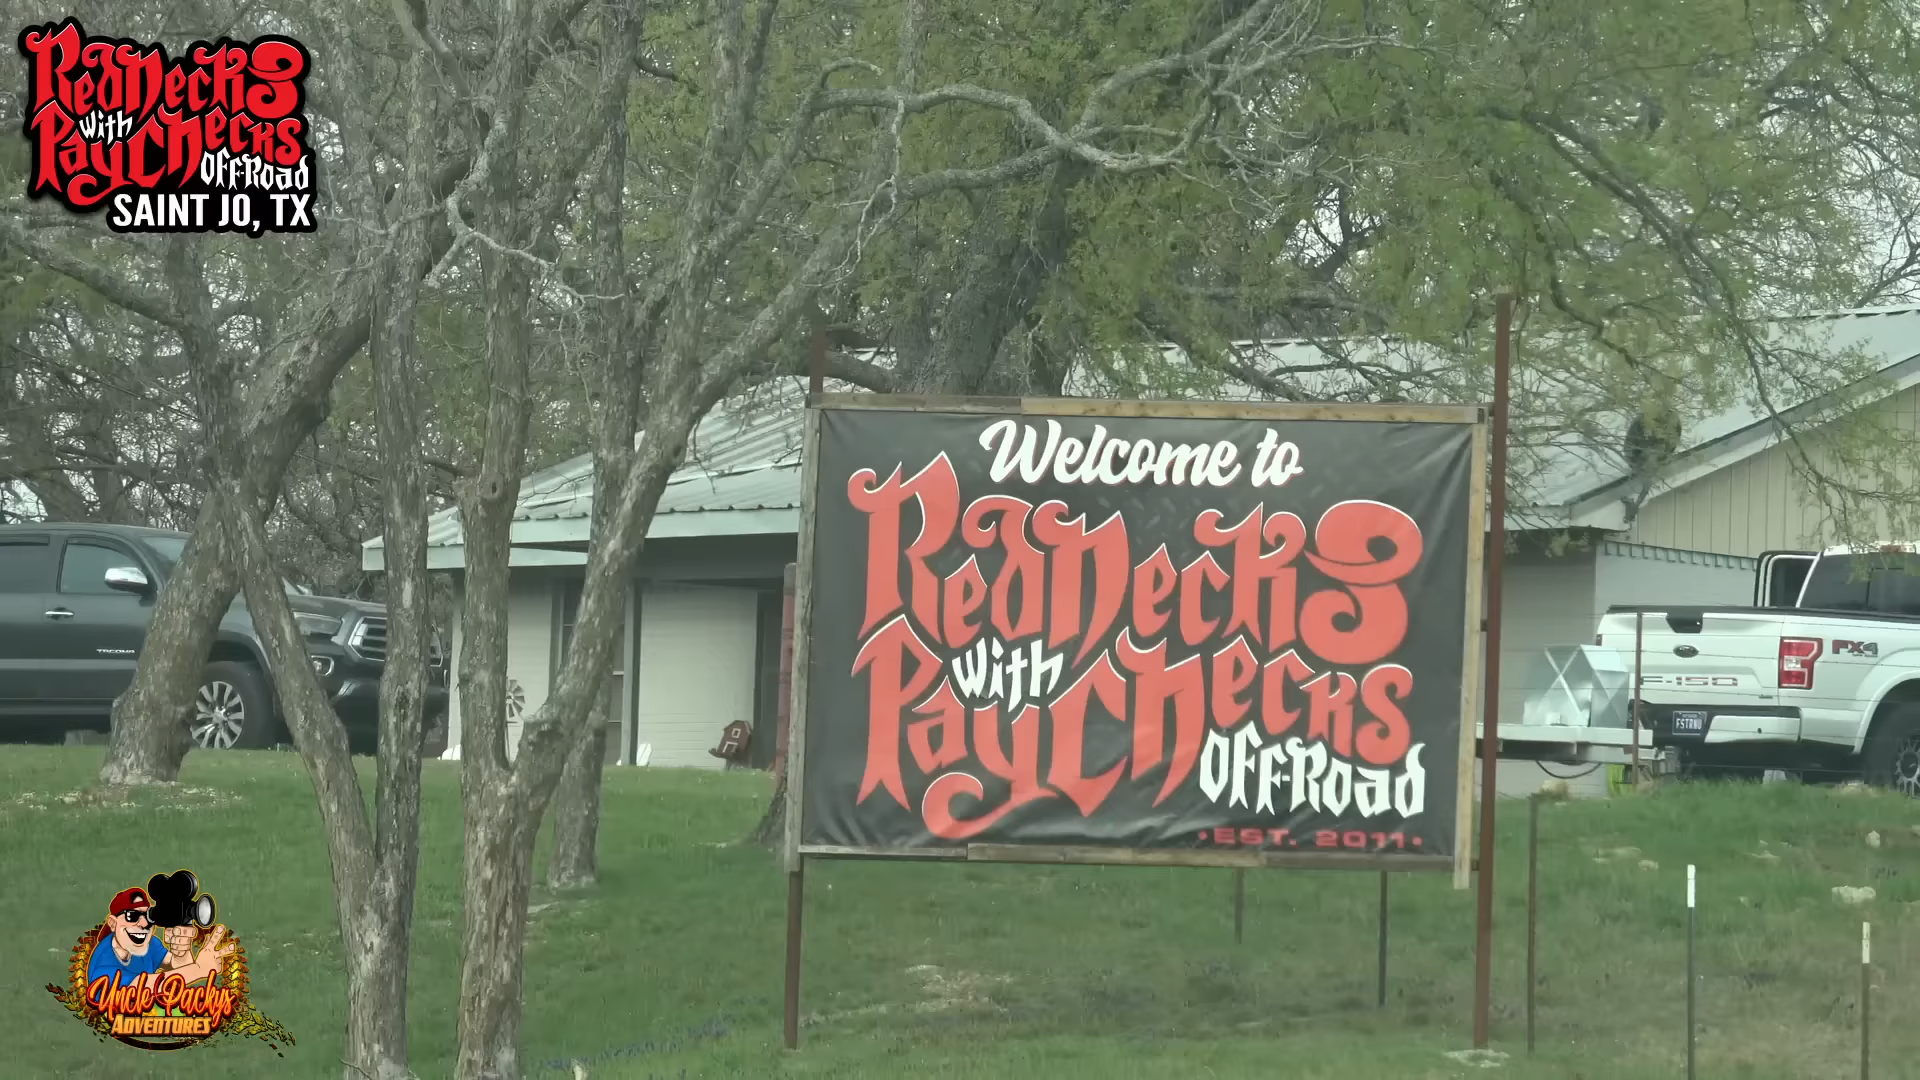 Rednecks
with
Paychecks
OffRoad
SAINT JO, TX
Welcome to
Rednecks
with
Paychecks
OffRoad
•EST. 2011•
TACOMA
FX4
F-150
FSTRNU
Uncle Packys
ADVENTURES